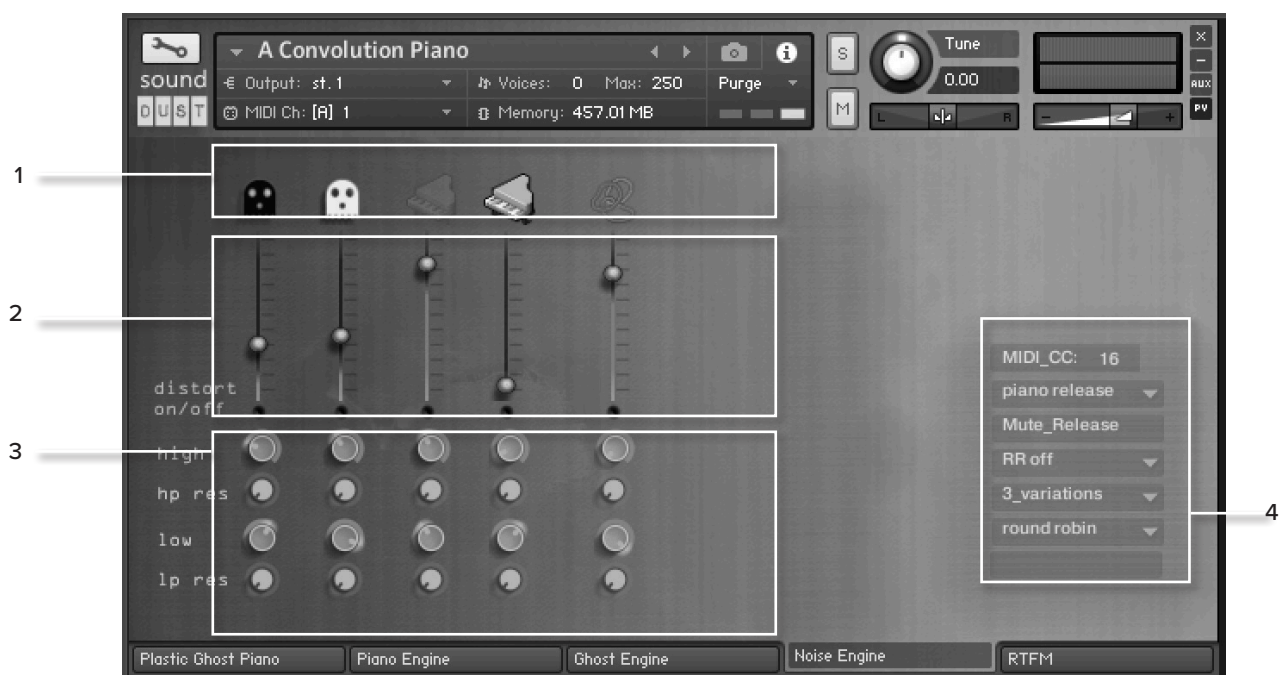 A Convolution Piano
i
S
Tune
×
sound
Output: st. 1
Voices: 0 Max: 250
Purge
0.00
AUX
DUST
MIDI Ch: [A] 1
Memory: 457.01 MB
M
L
R
-
+
PV
1
2
distort
on/off
3
high
hp res
low
lp res
MIDI_CC: 16
piano release
Mute_Release
RR off
3_variations
round robin
4
Plastic Ghost Piano
Piano Engine
Ghost Engine
Noise Engine
RTFM